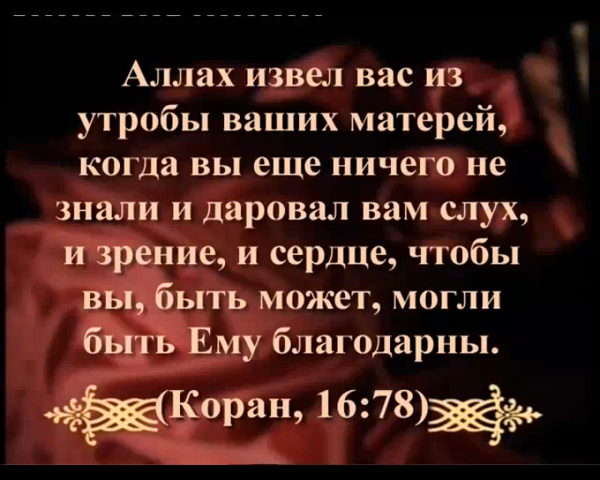 Аллах извел вас из
утробы ваших матерей,
когда вы еще ничего не
знали и даровал вам слух,
и зрение, и сердце, чтобы
вы, быть может, могли
быть Ему благодарны.
(Коран, 16:78)